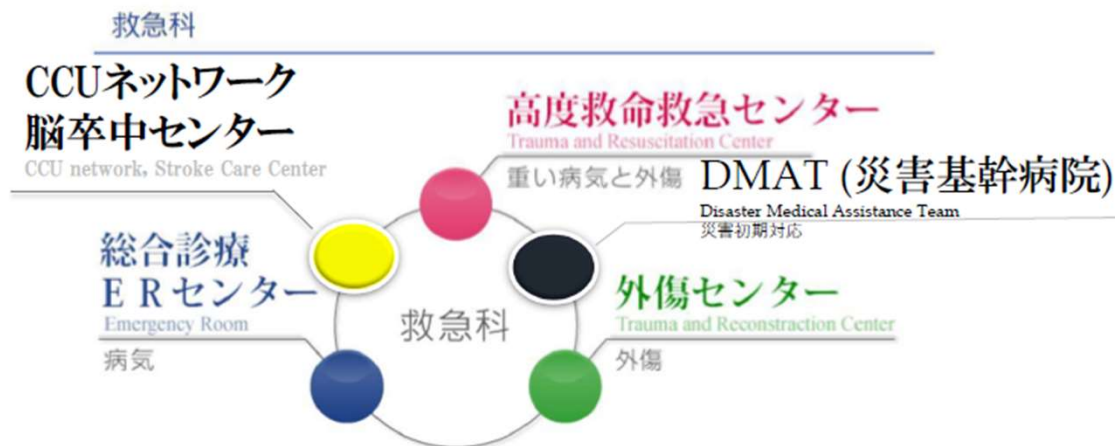 救急科
CCUネットワーク
脳卒中センター
CCU network, Stroke Care Center
高度救命救急センター
Trauma and Resuscitation Center
重い病気と外傷
DMAT (災害基幹病院)
Disaster Medical Assistance Team
災害初期対応
総合診療
ERセンター
Emergency Room
病気
救急科
外傷センター
Trauma and Reconstraction Center
外傷